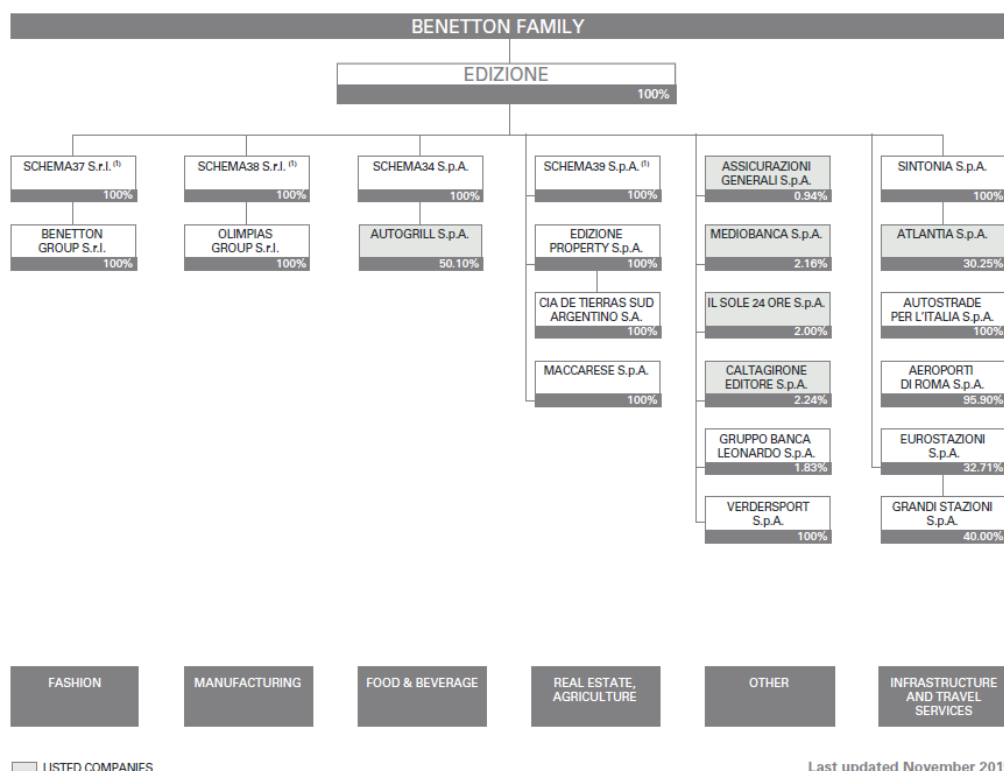 BENETTON FAMILY
EDIZIONE
100%
SCHEMA37 S.r.l. (1)
100%
BENETTON
GROUP S.r.l.
100%
SCHEMA38 S.r.l. (1)
100%
OLIMPIAS
GROUP S.r.l.
100%
SCHEMA34 S.p.A.
100%
AUTOGRILL S.p.A.
50.10%
SCHEMA39 S.p.A. (1)
100%
EDIZIONE
PROPERTY S.p.A.
100%
CIA DE TIERRAS SUD
ARGENTINO S.A.
100%
MACCARESE S.p.A.
100%
ASSICURAZIONI
GENERALI S.p.A.
0.94%
MEDIOBANCA S.p.A.
2.16%
IL SOLE 24 ORE S.p.A.
2.00%
CALTAGIRONE
EDITORE S.p.A.
2.24%
GRUPPO BANCA
LEONARDO S.p.A.
1.83%
VERDERSPORT
S.p.A.
100%
SINTONIA S.p.A.
100%
ATLANTIA S.p.A.
30.25%
AUTOSTRADE
PER L'ITALIA S.p.A.
100%
AEROPORTI
DI ROMA S.p.A.
95.90%
EUROSTAZIONI
S.p.A.
32.71%
GRANDI STAZIONI
S.p.A.
40.00%
FASHION
MANUFACTURING
FOOD & BEVERAGE
REAL ESTATE,
AGRICULTURE
OTHER
INFRASTRUCTURE
AND TRAVEL
SERVICES
LISTED COMPANIES
Last updated November 201